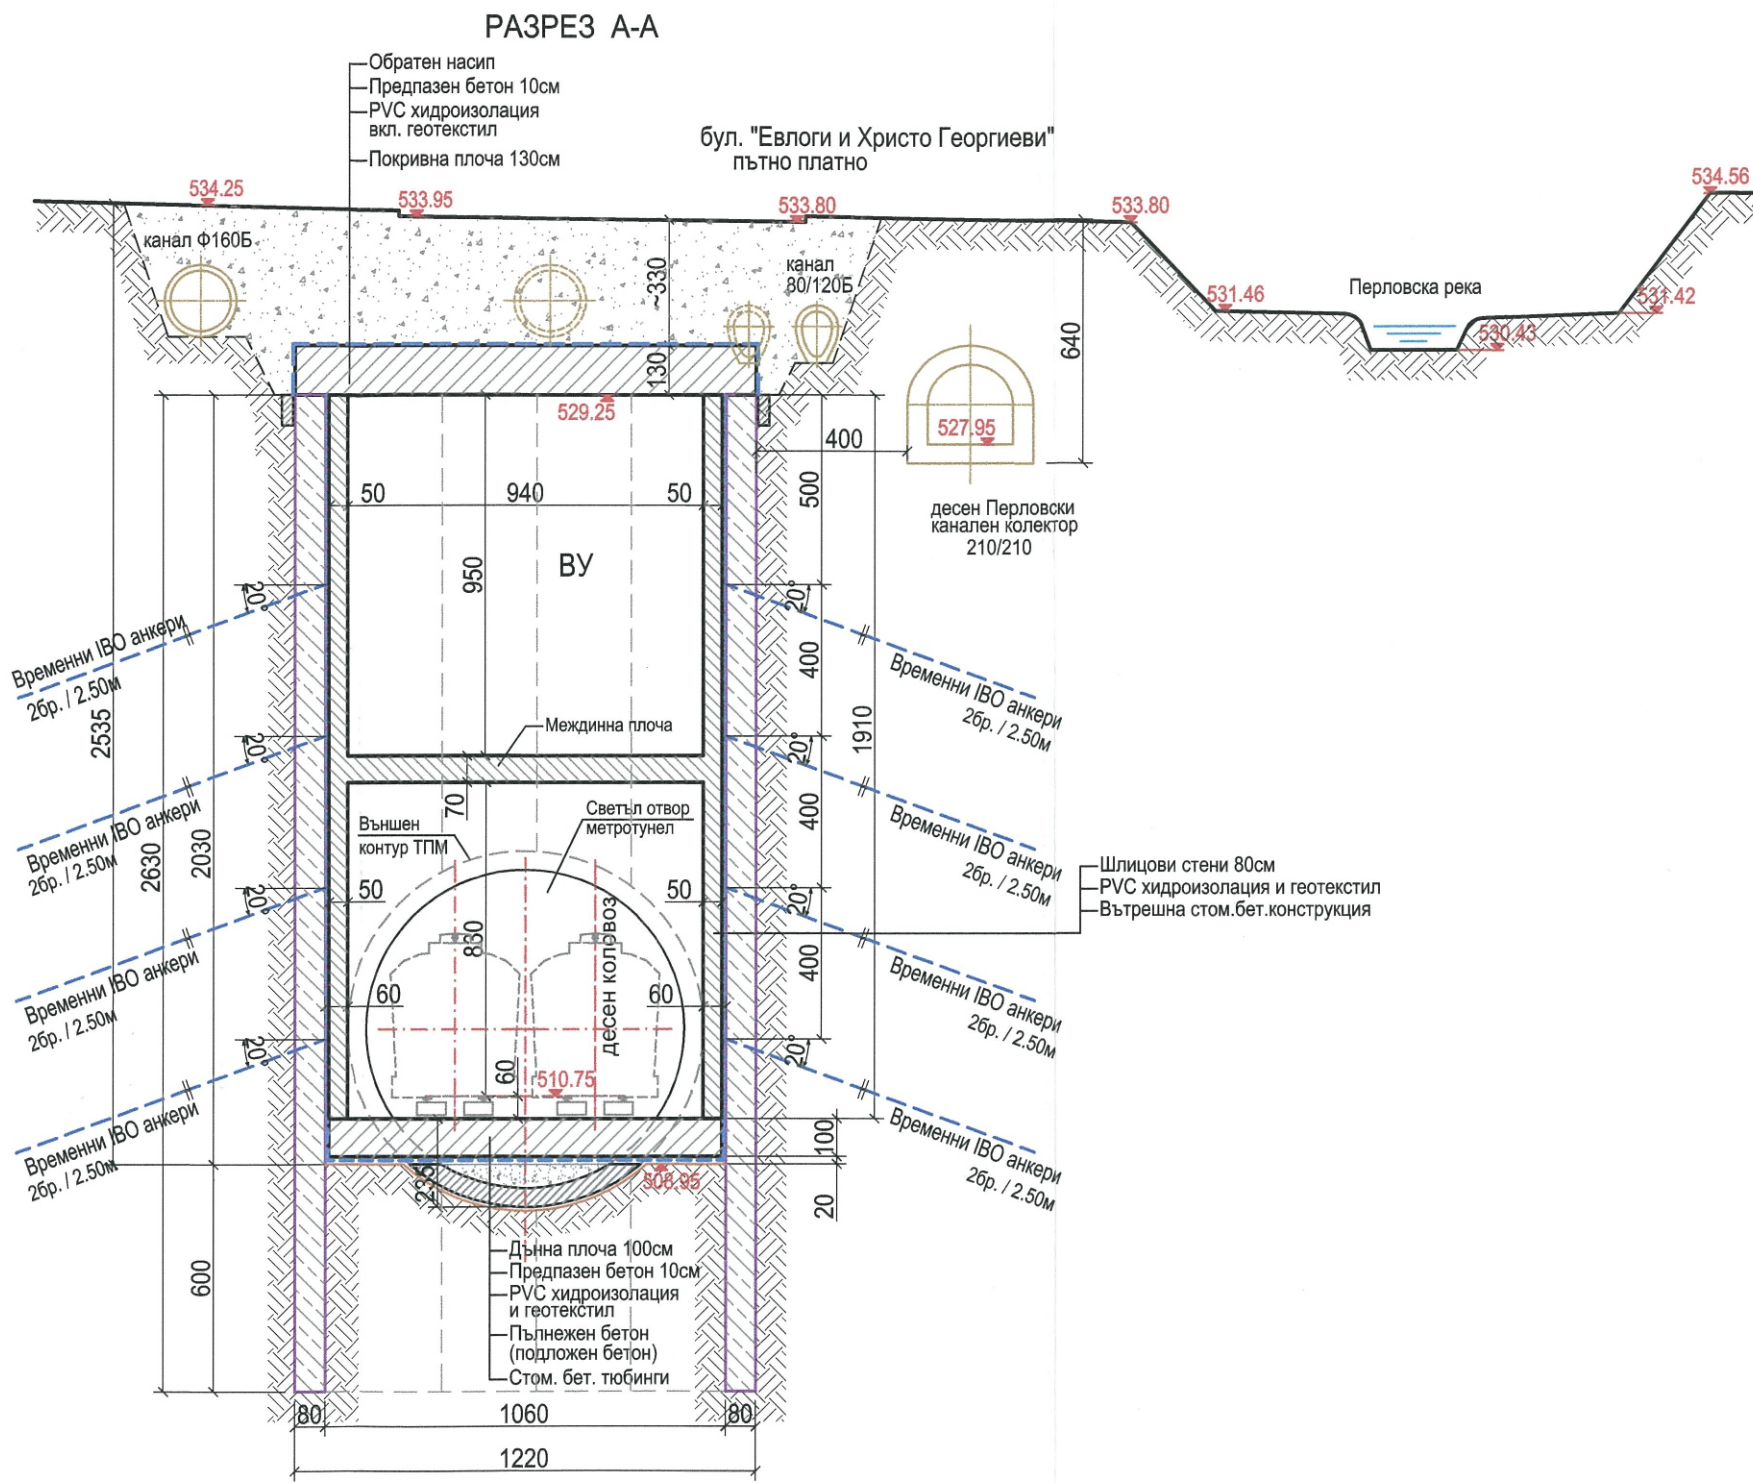 РАЗРЕЗ А-А
Обратен насип
Предпазен бетон 10см
PVC хидроизолация
вкл. геотекстил
Покривна плоча 130см
бул. "Евлоги и Христо Георгиеви"
пътно платно
534.25
533.95
533.80
533.80
534.56
канал Ф160Б
канал
80/120Б
~330
130
640
531.46
Перловска река
531.42
530.43
529.25
527.95
400
десен Перловски
канален колектор
210/210
50
940
50
500
950
ВУ
20°
20°
Временни IBO анкери
2бр. / 2.50м
Временни IBO анкери
2бр. / 2.50м
400
1910
2535
Междинна плоча
20°
20°
70
Временни IBO анкери
2бр. / 2.50м
Временни IBO анкери
2бр. / 2.50м
400
2630
2030
Външен
контур ТПМ
Светъл отвор
метротунел
Шлицови стени 80см
PVC хидроизолация и геотекстил
Вътрешна стом.бет.конструкция
50
50
20°
20°
830
десен коловоз
Временни IBO анкери
2бр. / 2.50м
Временни IBO анкери
2бр. / 2.50м
400
60
60
20°
20°
60
510.75
Временни IBO анкери
2бр. / 2.50м
Временни IBO анкери
2бр. / 2.50м
100
235
508.95
20
600
Дънна плоча 100см
Предпазен бетон 10см
PVC хидроизолация
и геотекстил
Пълнежен бетон
(подложен бетон)
Стом. бет. тюбинги
80
1060
80
1220